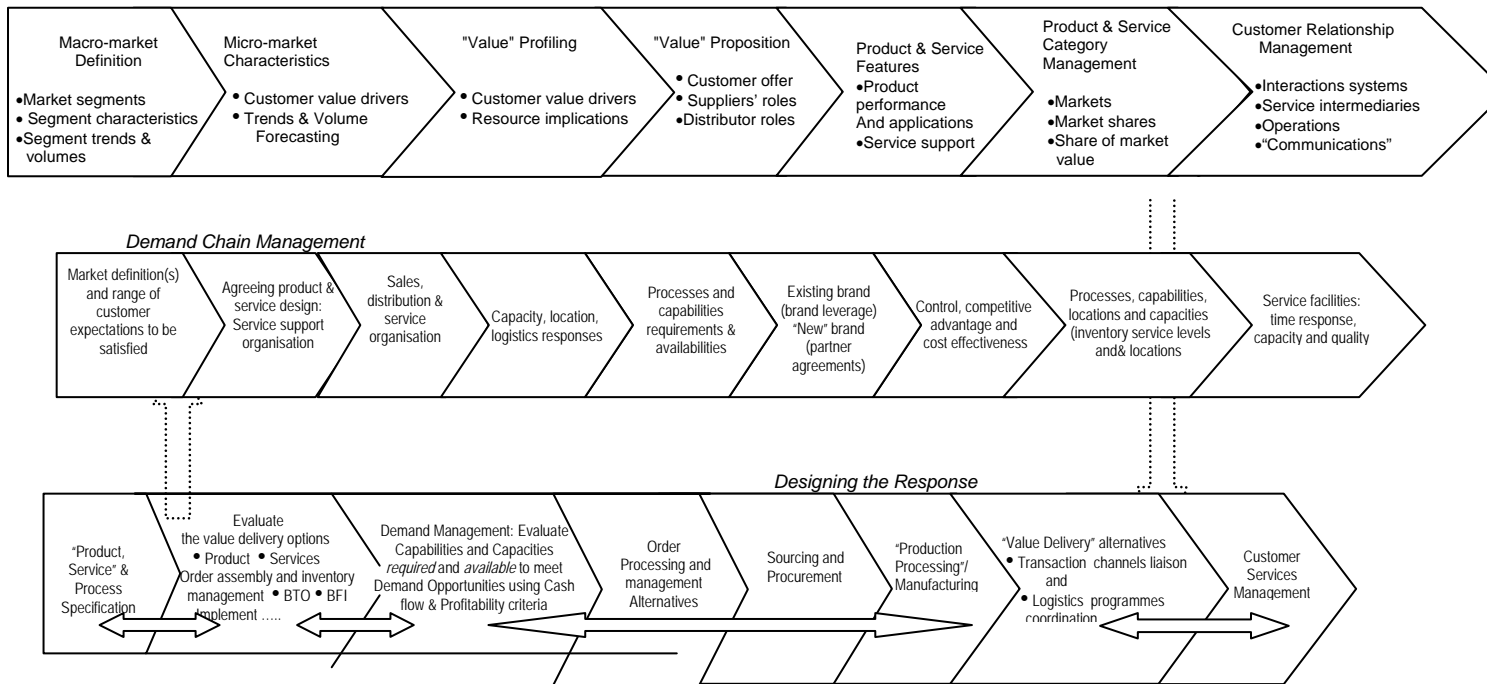 Macro-market
Definition
•Market segments
• Segment characteristics
•Segment trends &
volumes
Micro-market
Characteristics
• Customer value drivers
• Trends & Volume
Forecasting
"Value" Profiling
• Customer value drivers
• Resource implications
"Value" Proposition
• Customer offer
• Suppliers’ roles
•Distributor roles
Product & Service
Features
•Product
performance
And applications
•Service support
Product & Service
Category
Management
•Markets
•Market shares
•Share of market
value
Customer Relationship
Management
•Interactions systems
•Service intermediaries
•Operations
•“Communications”
Demand Chain Management
Market definition(s)
and range of
customer
expectations to be
satisfied
Agreeing product &
service design:
Service support
organisation
Sales,
distribution &
service
organisation
Capacity, location,
logistics responses
Processes and
capabilities
requirements &
availabilities
Existing brand
(brand leverage)
“New” brand
(partner
agreements)
Control, competitive
advantage and
cost effectiveness
Processes, capabilities,
locations and capacities
(inventory service levels
and& locations
Service facilities:
time response,
capacity and quality
Designing the Response
“Product,
Service” &
Process
Specification
Evaluate
the value delivery options
• Product • Services
Order assembly and inventory
management • BTO • BFI
Implement …..
Demand Management: Evaluate
Capabilities and Capacities
required and available to meet
Demand Opportunities using Cash
flow & Profitability criteria
Order
Processing and
management
Alternatives
Sourcing and
Procurement
“Production
Processing”/
Manufacturing
“Value Delivery” alternatives
• Transaction channels liaison
and
• Logistics programmes
coordination
Customer
Services
Management